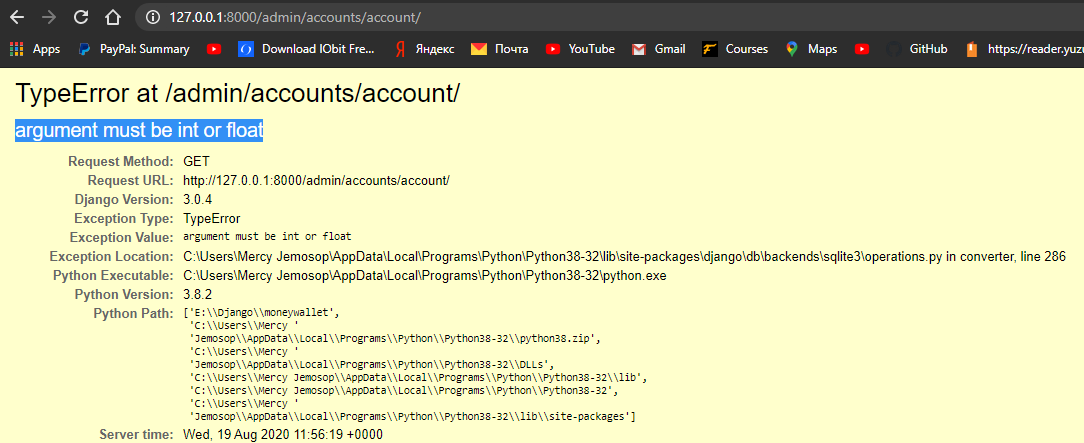 127.0.0.1:8000/admin/accounts/account/
Apps PayPal: Summary Download IObit Fre... Яндекс Почта YouTube Gmail Courses Maps GitHub https://reader.yuzu
TypeError at /admin/accounts/account/
argument must be int or float
Request Method: GET
Request URL: http://127.0.0.1:8000/admin/accounts/account/
Django Version: 3.0.4
Exception Type: TypeError
Exception Value: argument must be int or float
Exception Location: C:\Users\Mercy Jemosop\AppData\Local\Programs\Python\Python38-32\lib\site-packages\django\db\backends\sqlite3\operations.py in converter, line 286
Python Executable: C:\Users\Mercy Jemosop\AppData\Local\Programs\Python\Python38-32\python.exe
Python Version: 3.8.2
Python Path: ['E:\\Django\\moneywallet',
'C:\\Users\\Mercy '
'Jemosop\\AppData\\Local\\Programs\\Python\\Python38-32\\python38.zip',
'C:\\Users\\Mercy '
'Jemosop\\AppData\\Local\\Programs\\Python\\Python38-32\\DLLs',
'C:\\Users\\Mercy Jemosop\\AppData\\Local\\Programs\\Python\\Python38-32\\lib',
'C:\\Users\\Mercy Jemosop\\AppData\\Local\\Programs\\Python\\Python38-32',
'C:\\Users\\Mercy '
'Jemosop\\AppData\\Local\\Programs\\Python\\Python38-32\\lib\\site-packages']
Server time: Wed, 19 Aug 2020 11:56:19 +0000